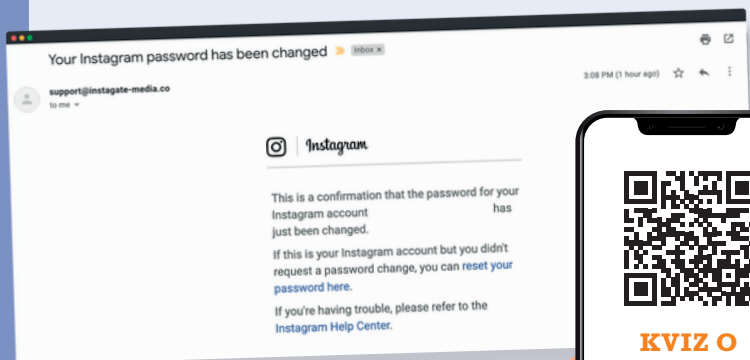 Your Instagram password has been changed
Inbox ×
support@instagate-media.co
to me
3:08 PM (1 hour ago)
Instagram
This is a confirmation that the password for your
Instagram account has
just been changed.
If this is your Instagram account but you didn't
request a password change, you can reset your
password here.
If you're having trouble, please refer to the
Instagram Help Center.
KVIZ O